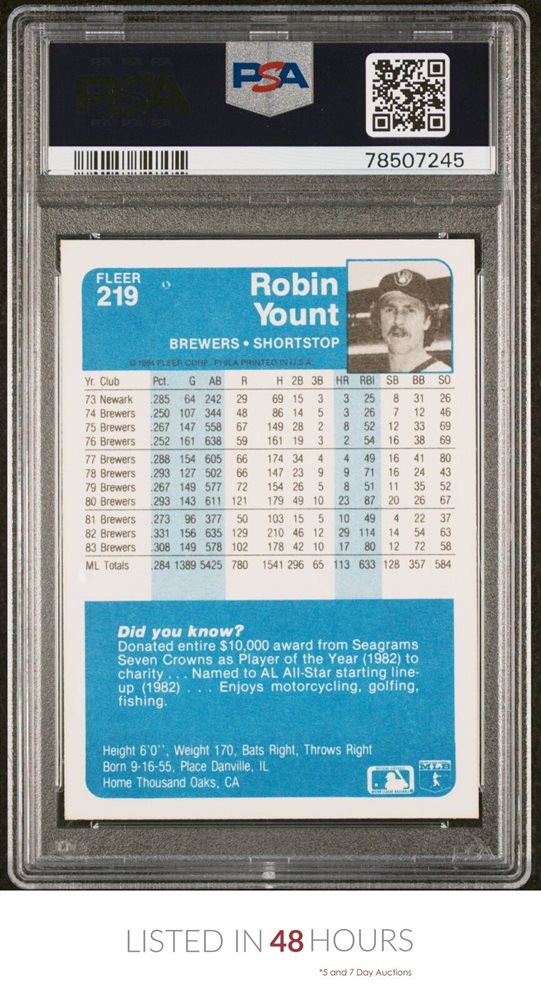 PSA
78507245
FLEER
219
Robin
Yount
BREWERS • SHORTSTOP
© 1984 FLEER CORP. PHILA PRINTED IN U.S.A.
Yr. Club Pct. G AB R H 2B 3B HR RBI SB BB SO
73 Newark .285 64 242 29 69 15 3 3 25 8 31 26
74 Brewers .250 107 344 48 86 14 5 3 26 7 12 46
75 Brewers .267 147 558 67 149 28 2 8 52 12 33 69
76 Brewers .252 161 638 59 161 19 3 2 54 16 38 69
77 Brewers .288 154 605 66 174 34 4 4 49 16 41 80
78 Brewers .293 127 502 66 147 23 9 9 71 16 24 43
79 Brewers .267 149 577 72 154 26 5 8 51 11 35 52
80 Brewers .293 143 611 121 179 49 10 23 87 20 26 67
81 Brewers .273 96 377 50 103 15 5 10 49 4 22 37
82 Brewers .331 156 635 129 210 46 12 29 114 14 54 63
83 Brewers .308 149 578 102 178 42 10 17 80 12 72 58
ML Totals .284 1389 5425 780 1541 296 65 113 633 128 357 584
Did you know?
Donated entire $10,000 award from Seagrams
Seven Crowns as Player of the Year (1982) to
charity . . . Named to AL All-Star starting line-
up (1982) . . . Enjoys motorcycling, golfing,
fishing.
Height 6'0'', Weight 170, Bats Right, Throws Right
Born 9-16-55, Place Danville, IL
Home Thousand Oaks, CA
MLB
LISTED IN 48 HOURS
*5 and 7 Day Auctions